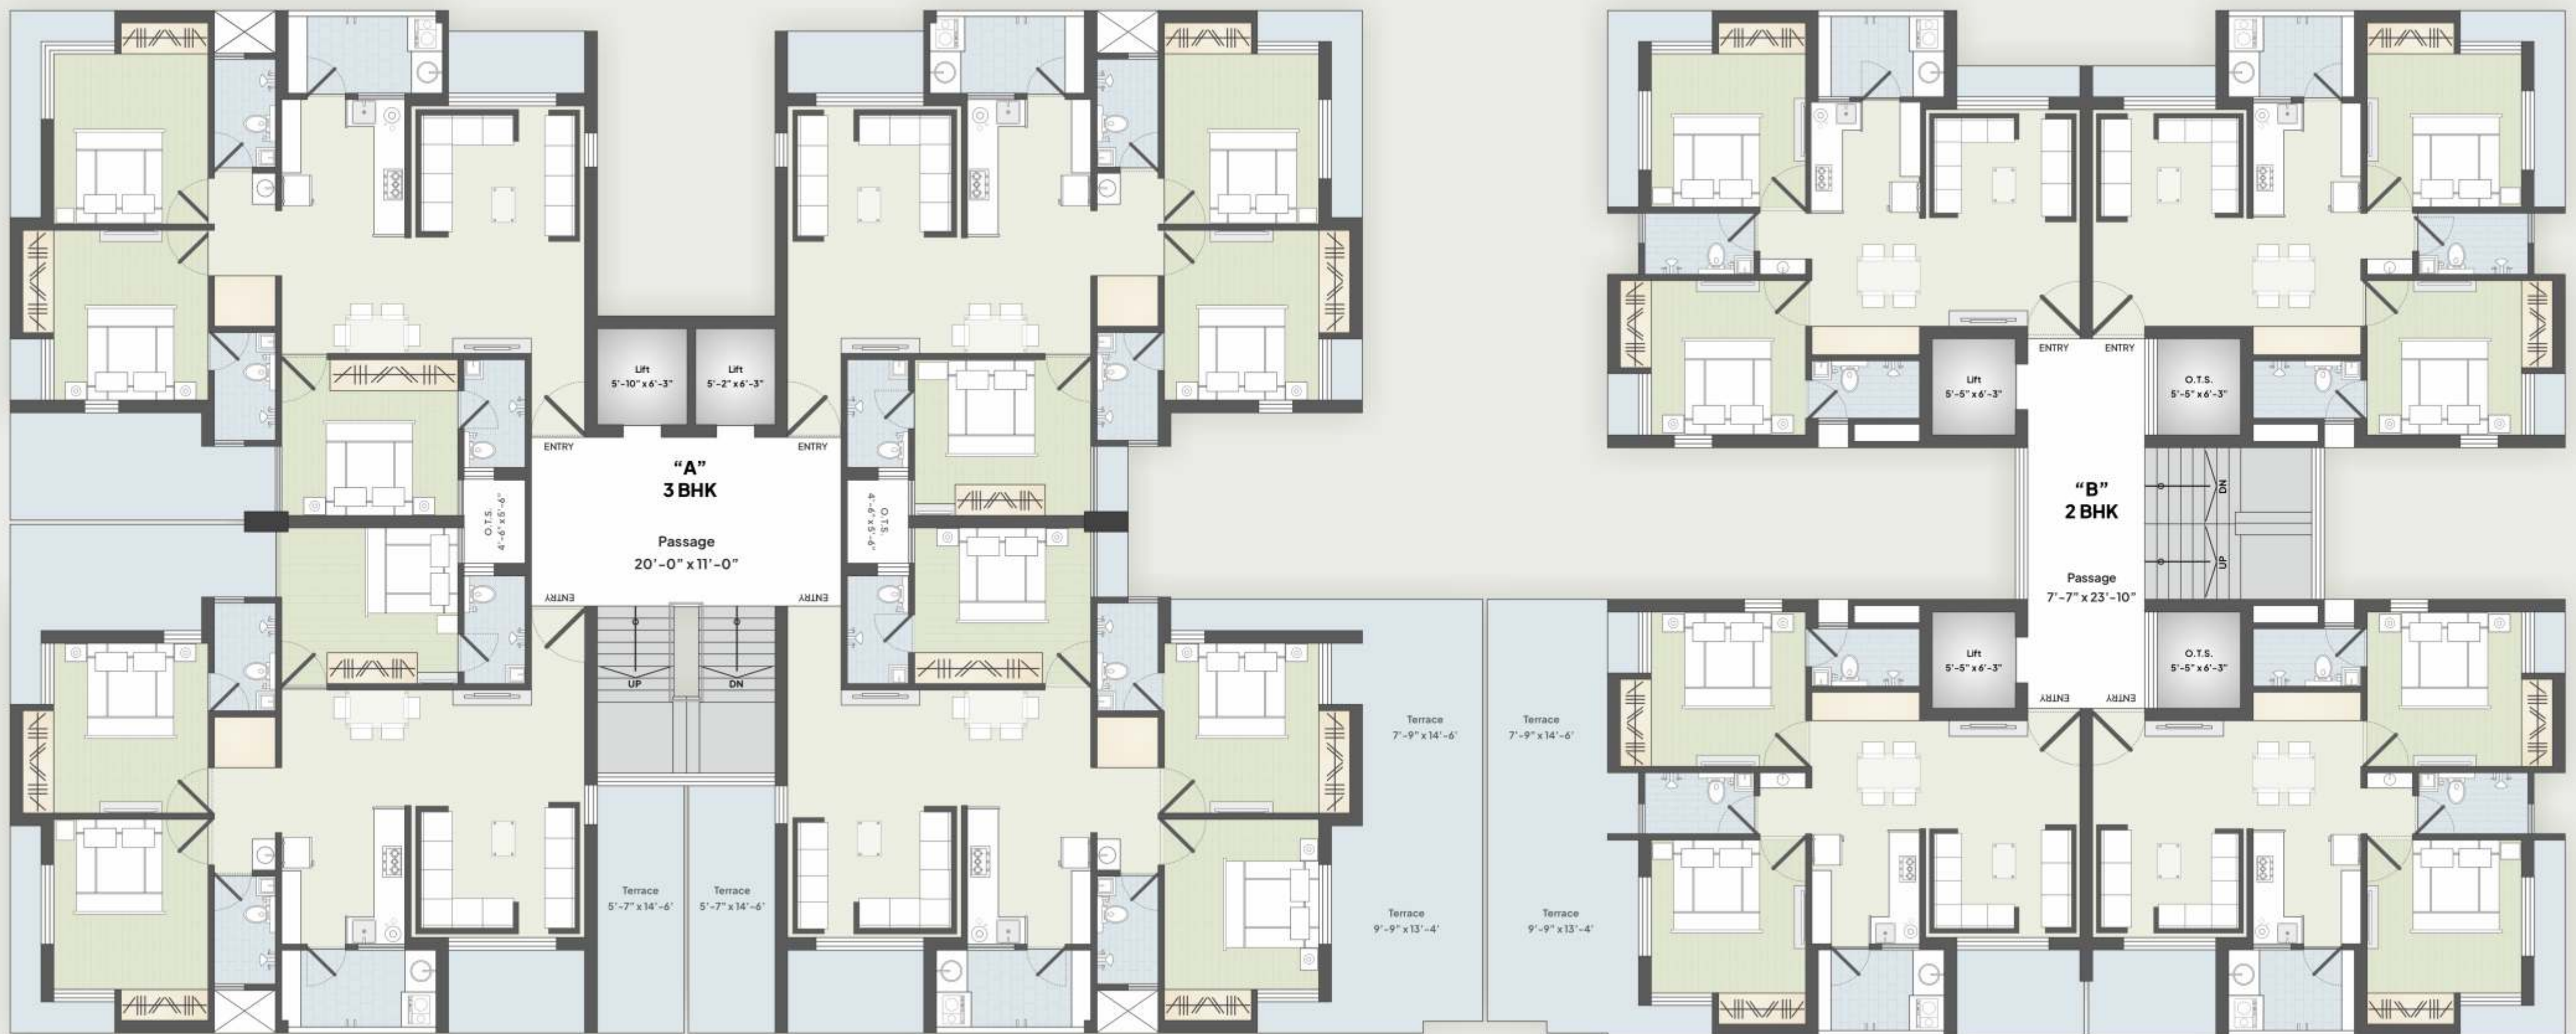 Lift
5'-10" x 6'-3"
Lift
5'-2" x 6'-3"
ENTRY
ENTRY
"A"
3 BHK
O.T.S.
4'-6" x 5'-6"
O.T.S.
4'-6" x 5'-6"
Passage
20'-0" x 11'-0"
ENTRY
ENTRY
UP
DN
Terrace
5'-7" x 14'-6'
Terrace
5'-7" x 14'-6'
Terrace
7'-9" x 14'-6'
Terrace
7'-9" x 14'-6'
Terrace
9'-9" x 13'-4'
Terrace
9'-9" x 13'-4'
ENTRY
ENTRY
Lift
5'-5" x 6'-3"
O.T.S.
5'-5" x 6'-3"
"B"
2 BHK
DN
UP
Passage
7'-7" x 23'-10"
Lift
5'-5" x 6'-3"
O.T.S.
5'-5" x 6'-3"
ENTRY
ENTRY